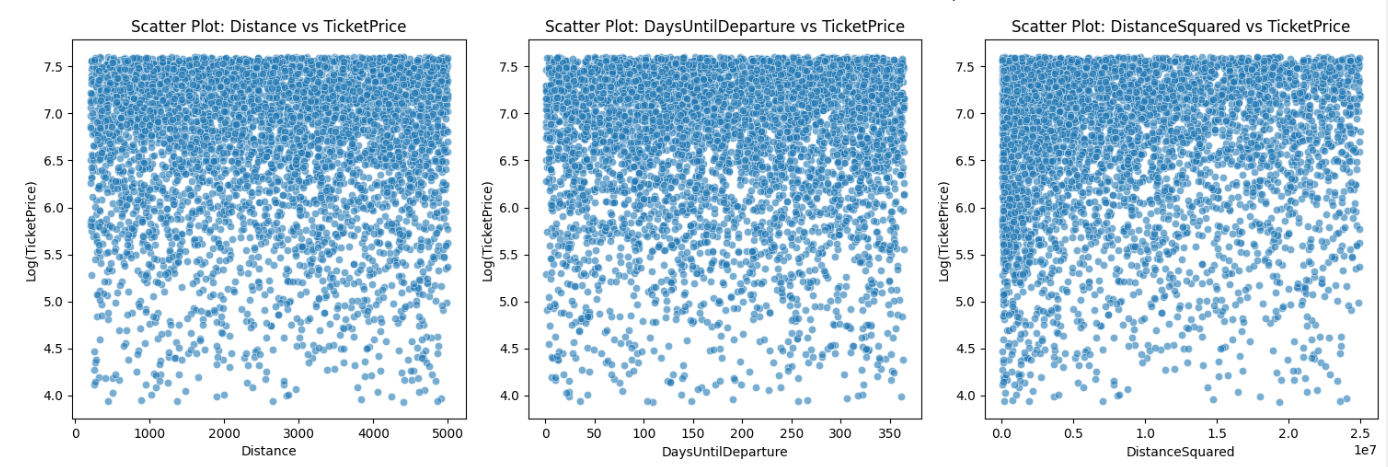 Scatter Plot: Distance vs TicketPrice
Log(TicketPrice)
7.5
7.0
6.5
6.0
5.5
5.0
4.5
4.0
0 1000 2000 3000 4000 5000
Distance
Scatter Plot: DaysUntilDeparture vs TicketPrice
Log(TicketPrice)
7.5
7.0
6.5
6.0
5.5
5.0
4.5
4.0
0 50 100 150 200 250 300 350
DaysUntilDeparture
Scatter Plot: DistanceSquared vs TicketPrice
Log(TicketPrice)
7.5
7.0
6.5
6.0
5.5
5.0
4.5
4.0
0.0 0.5 1.0 1.5 2.0 2.5
1e7
DistanceSquared